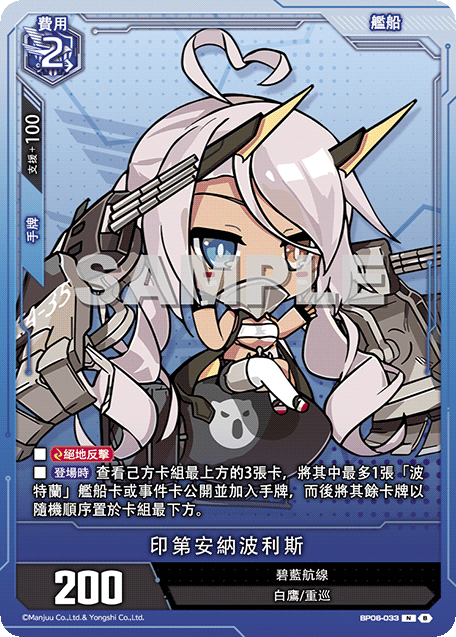 費用
2
艦船
支援+100
手牌
SAMPLE
■ 絕地反擊
■ 登場時 查看己方卡組最上方的3張卡，將其中最多1張「波
特蘭」艦船卡或事件卡公開並加入手牌，而後將其餘卡牌以
隨機順序置於卡組最下方。
印第安納波利斯
200
碧藍航線
白鷹/重巡
©Manjuu Co.,Ltd.& Yongshi Co.,Ltd.
BP06-033 N B